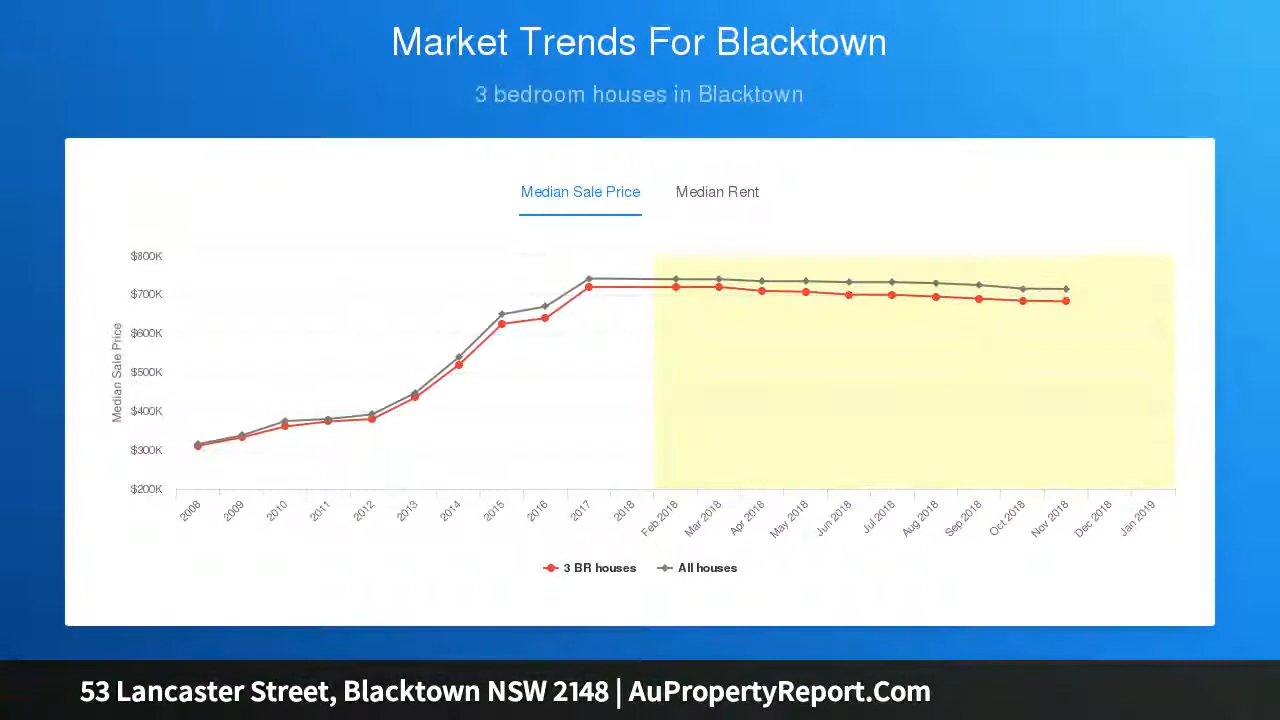 Market Trends For Blacktown
3 bedroom houses in Blacktown
Median Sale Price Median Rent
$800K
$700K
$600K
$500K
$400K
$300K
$200K
Median Sale Price
2008 2009 2010 2011 2012 2013 2014 2015 2016 2017 2018 Feb 2018 Mar 2018 Apr 2018 May 2018 Jun 2018 Jul 2018 Aug 2018 Sep 2018 Oct 2018 Nov 2018 Dec 2018 Jan 2019
3 BR houses All houses
53 Lancaster Street, Blacktown NSW 2148 | AuPropertyReport.Com